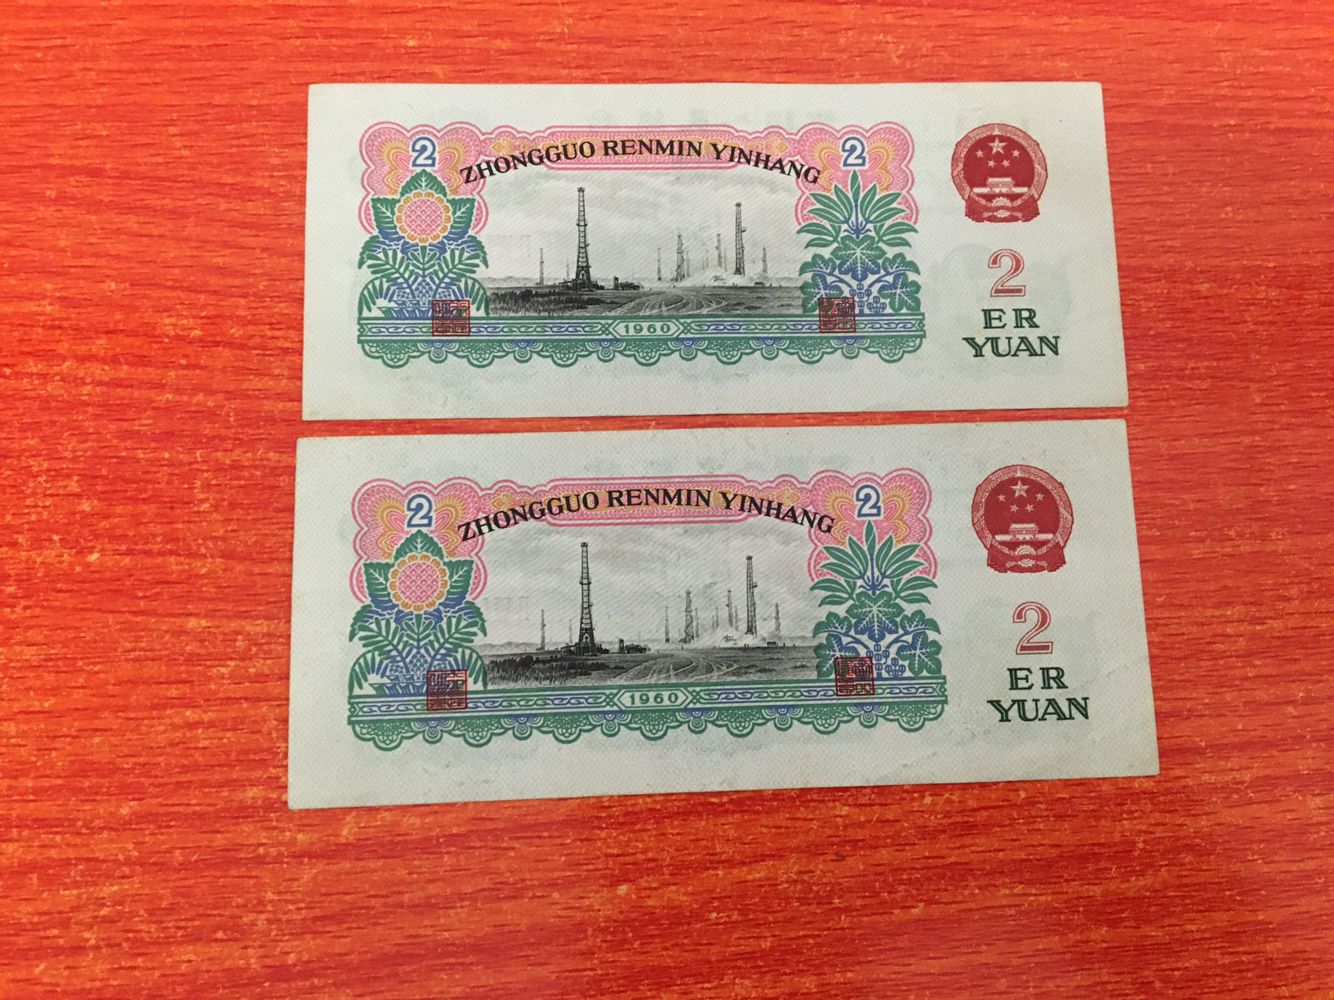 2 2
ZHONGGUO RENMIN YINHANG
1960
2
ER
YUAN
2 2
ZHONGGUO RENMIN YINHANG
1960
2
ER
YUAN